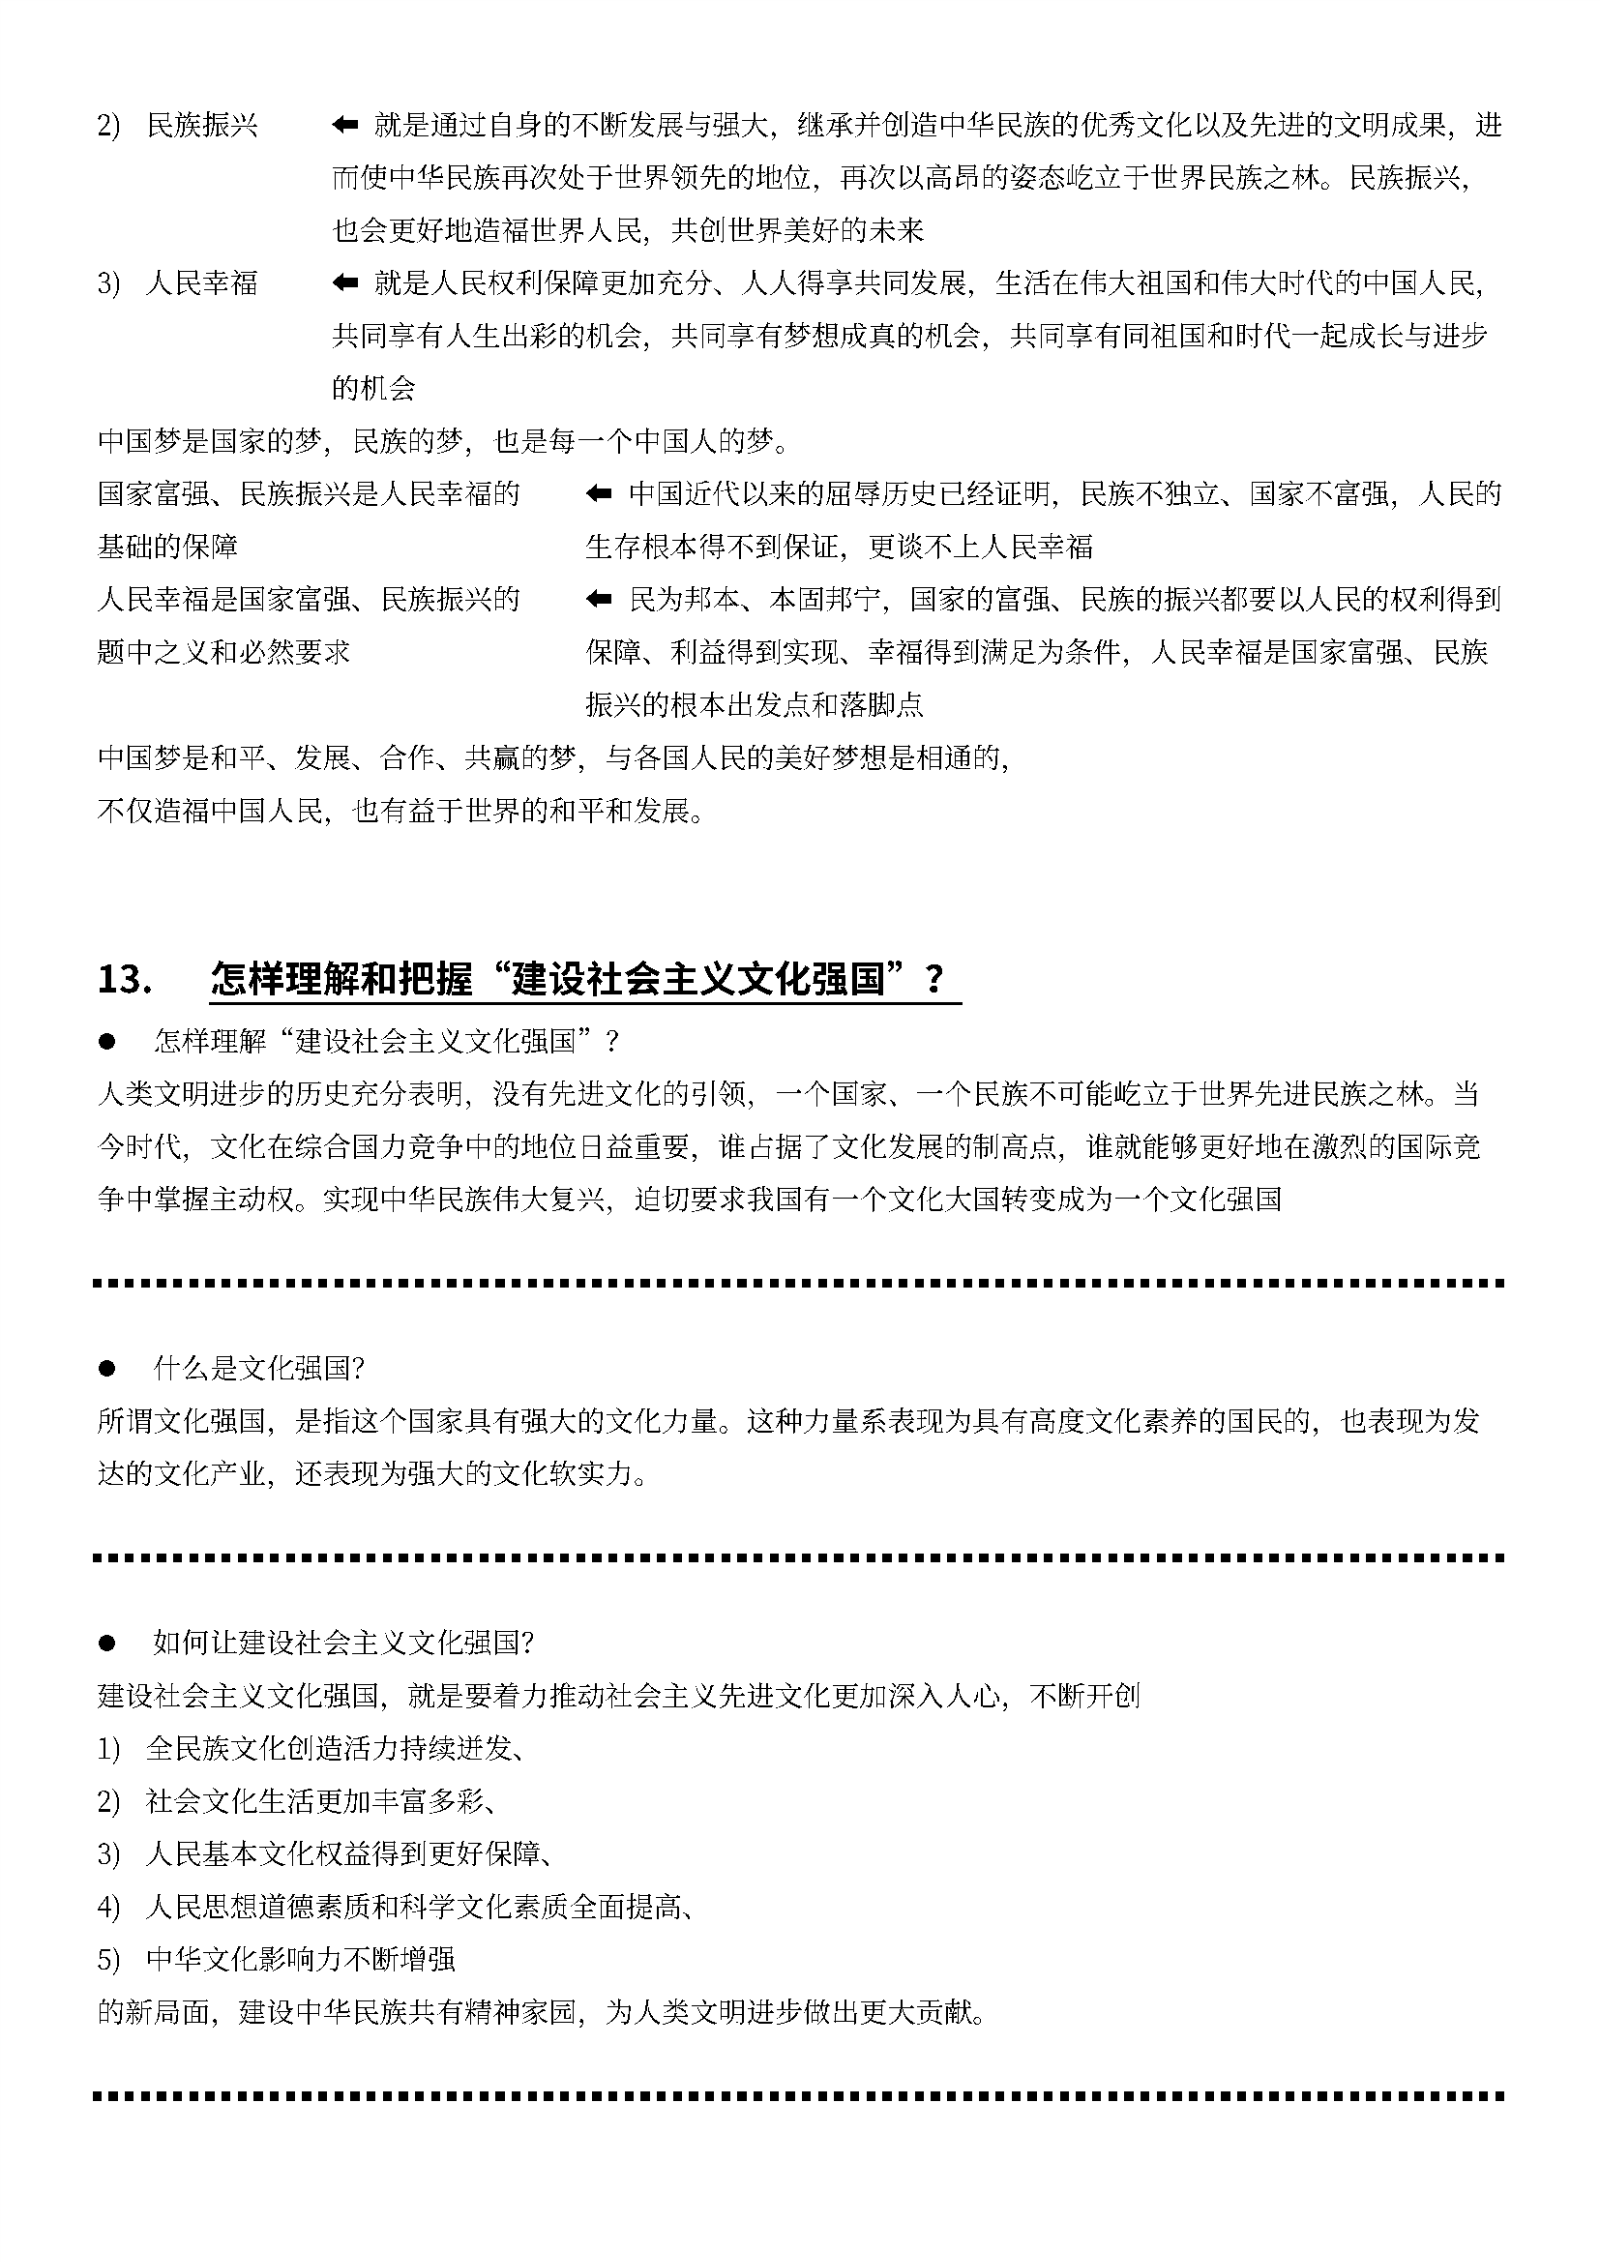 2) 民族振兴 ⬅ 就是通过自身的不断发展与强大，继承并创造中华民族的优秀文化以及先进的文明成果，进
而使中华民族再次处于世界领先的地位，再次以高昂的姿态屹立于世界民族之林。民族振兴，
也会更好地造福世界人民，共创世界美好的未来
3) 人民幸福 ⬅ 就是人民权利保障更加充分、人人得享共同发展，生活在伟大祖国和伟大时代的中国人民，
共同享有人生出彩的机会，共同享有梦想成真的机会，共同享有同祖国和时代一起成长与进步
的机会
中国梦是国家的梦，民族的梦，也是每一个中国人的梦。
国家富强、民族振兴是人民幸福的 ⬅ 中国近代以来的屈辱历史已经证明，民族不独立、国家不富强，人民的
基础的保障 生存根本得不到保证，更谈不上人民幸福
人民幸福是国家富强、民族振兴的 ⬅ 民为邦本、本固邦宁，国家的富强、民族的振兴都要以人民的权利得到
题中之义和必然要求 保障、利益得到实现、幸福得到满足为条件，人民幸福是国家富强、民族
振兴的根本出发点和落脚点
中国梦是和平、发展、合作、共赢的梦，与各国人民的美好梦想是相通的，
不仅造福中国人民，也有益于世界的和平和发展。
13. 怎样理解和把握“建设社会主义文化强国”？
● 怎样理解“建设社会主义文化强国”？
人类文明进步的历史充分表明，没有先进文化的引领，一个国家、一个民族不可能屹立于世界先进民族之林。当
今时代，文化在综合国力竞争中的地位日益重要，谁占据了文化发展的制高点，谁就能够更好地在激烈的国际竞
争中掌握主动权。实现中华民族伟大复兴，迫切要求我国有一个文化大国转变成为一个文化强国
● 什么是文化强国？
所谓文化强国，是指这个国家具有强大的文化力量。这种力量系表现为具有高度文化素养的国民的，也表现为发
达的文化产业，还表现为强大的文化软实力。
● 如何让建设社会主义文化强国？
建设社会主义文化强国，就是要着力推动社会主义先进文化更加深入人心，不断开创
1) 全民族文化创造活力持续迸发、
2) 社会文化生活更加丰富多彩、
3) 人民基本文化权益得到更好保障、
4) 人民思想道德素质和科学文化素质全面提高、
5) 中华文化影响力不断增强
的新局面，建设中华民族共有精神家园，为人类文明进步做出更大贡献。